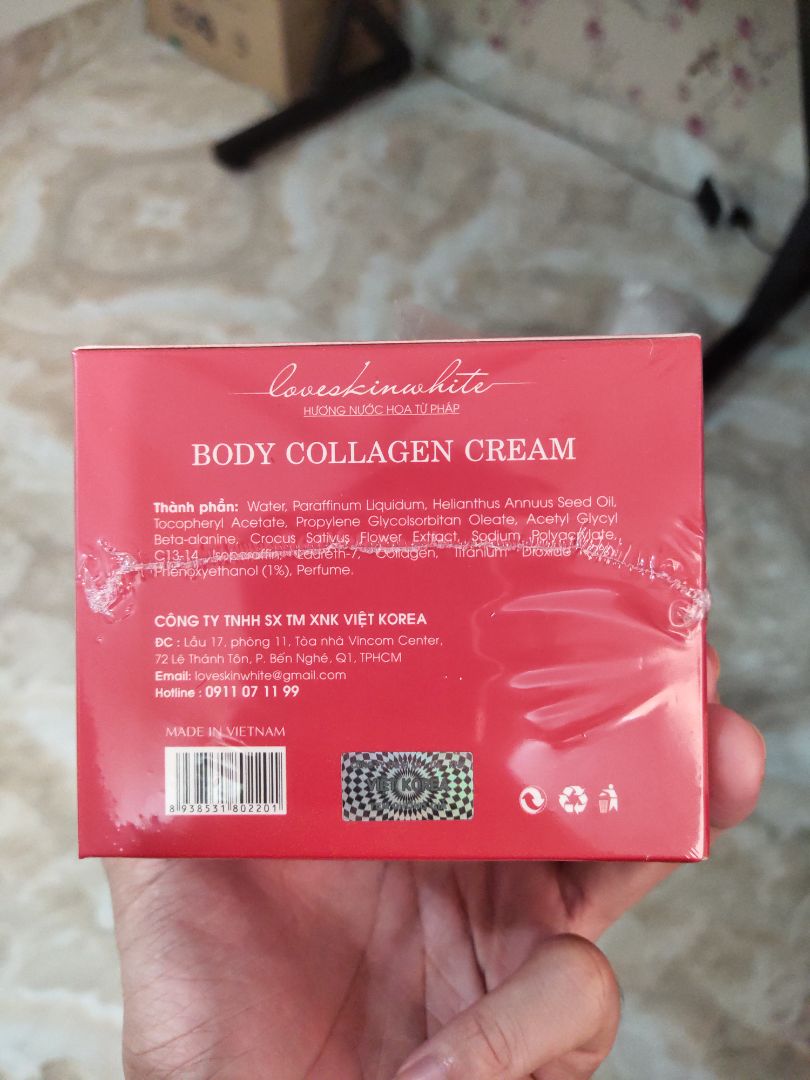 loveskinwhite
HƯƠNG NƯỚC HOA TỪ PHÁP
BODY COLLAGEN CREAM
Thành phần: Water, Paraffinum Liquidum, Helianthus Annuus Seed Oil,
Tocopheryl Acetate, Propylene Glycolsorbitan Oleate, Acetyl Glycyl
Beta-alanine, Crocus Sativus Flower Extract, Sodium Polyacrylate,
C13-14 Isoparaffin, Laureth-7, Collagen, Titanium Droxide
Phenoxyethanol (1%), Perfume.
CÔNG TY TNHH SX TM XNK VIỆT KOREA
ĐC : Lầu 17, phòng 11, Tòa nhà Vincom Center,
72 Lê Thánh Tôn, P. Bến Nghé, Q1, TPHCM
Email: loveskinwhite@gmail.com
Hotline : 0911 07 11 99
MADE IN VIETNAM
8 938531 802201
VIET KOREA